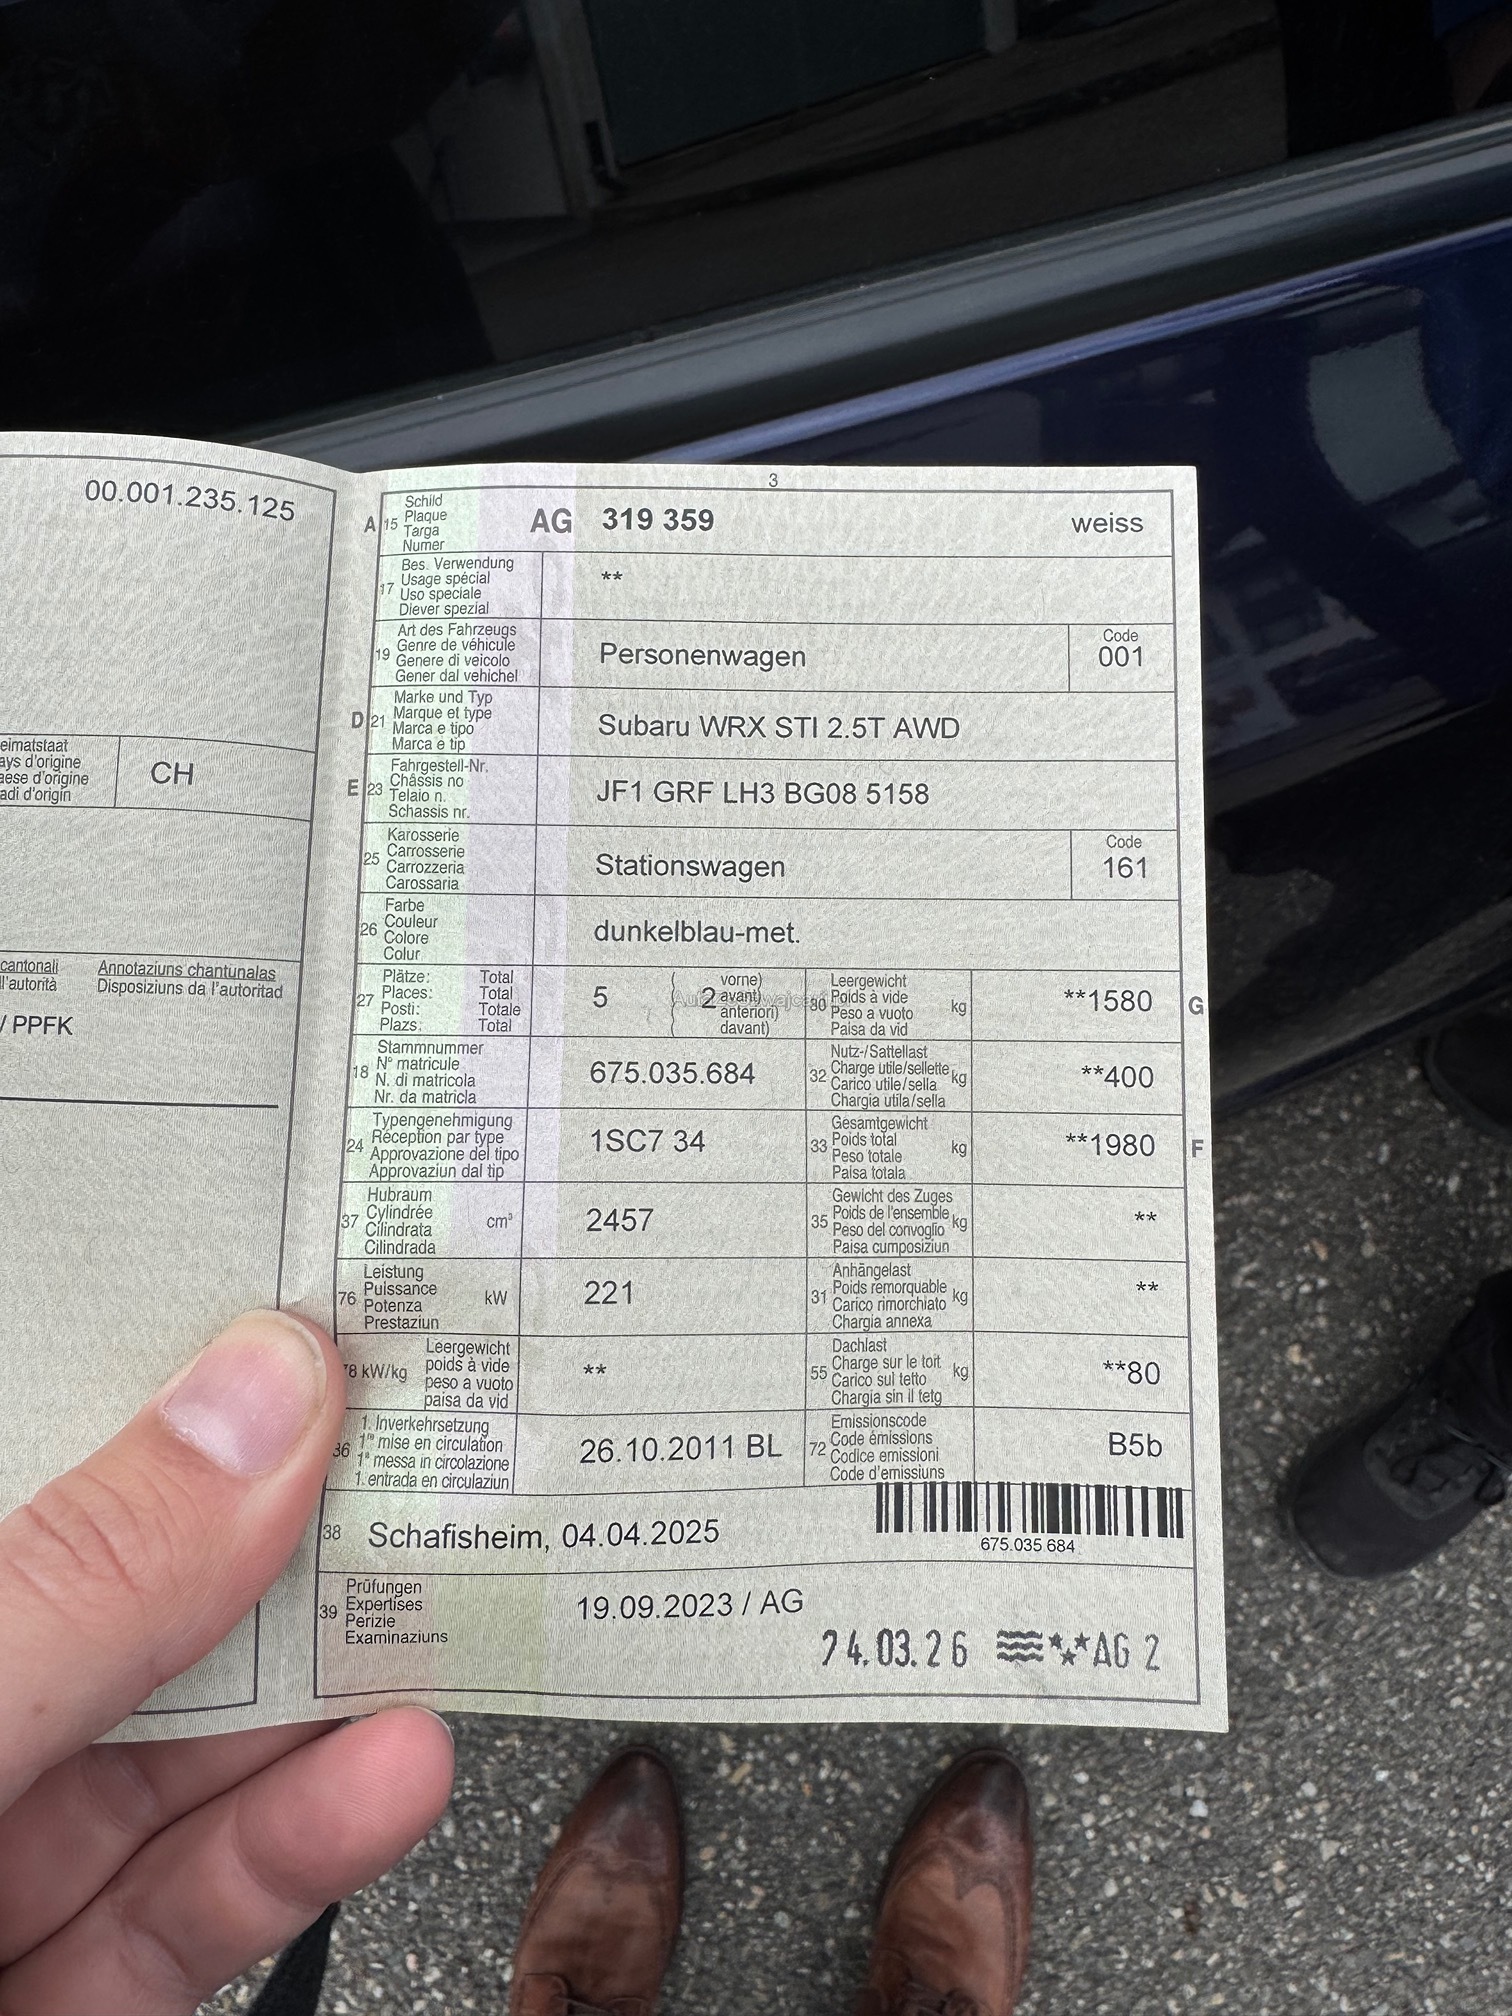 00.001.235.125
eimatstaat
ays d'origine
aese d'origine
adi d'origin
CH
cantonali
l'autorità
Annotaziuns chantunalas
Disposiziuns da l'autoritad
/ PPFK
3
A 15 Schild
Plaque
Targa
Numer
AG 319 359 weiss
17 Bes. Verwendung
Usage spécial
Uso speciale
Diever spezial
**
19 Art des Fahrzeugs
Genre de véhicule
Genere di veicolo
Gener dal vehichel
Personenwagen
Code
001
D 21 Marke und Typ
Marque et type
Marca e tipo
Marca e tip
Subaru WRX STI 2.5T AWD
E 23 Fahrgestell-Nr.
Châssis no
Telaio n.
Schassis nr.
JF1 GRF LH3 BG08 5158
25 Karosserie
Carrosserie
Carrozzeria
Carossaria
Stationswagen
Code
161
26 Farbe
Couleur
Colore
Colur
dunkelblau-met.
27 Plätze: Total
Places: Total
Posti: Totale
Plazs: Total
5
( 2 vorne)
avant)
anteriori)
davant)
30 Leergewicht
Poids à vide
Peso a vuoto
Paisa da vid
kg
**1580 G
18 Stammnummer
N° matricule
N. di matricola
Nr. da matricla
675.035.684
32 Nutz-/Sattellast
Charge utile/sellette
Carico utile/sella
Chargia utila/sella
kg
**400
24 Typengenehmigung
Réception par type
Approvazione del tipo
Approvaziun dal tip
1SC7 34
33 Gesamtgewicht
Poids total
Peso totale
Paisa totala
kg
**1980 F
37 Hubraum
Cylindrée
Cilindrata
Cilindrada
cm³
2457
35 Gewicht des Zuges
Poids de l'ensemble
Peso del convoglio
Paisa cumposiziun
kg
**
76 Leistung
Puissance
Potenza
Prestaziun
kW
221
31 Anhängelast
Poids remorquable
Carico rimorchiato
Chargia annexa
kg
**
78 kW/kg
Leergewicht
poids à vide
peso a vuoto
paisa da vid
**
55 Dachlast
Charge sur le toit
Carico sul tetto
Chargia sin il tetg
kg
**80
36 1. Inverkehrsetzung
1re mise en circulation
1a messa in circolazione
1. entrada en circulaziun
26.10.2011 BL
72 Emissionscode
Code émissions
Codice emissioni
Code d'emissiuns
B5b
675.035 684
38 Schafisheim, 04.04.2025
39 Prüfungen
Expertises
Perizie
Examinaziuns
19.09.2023 / AG
24.03.26 AG 2